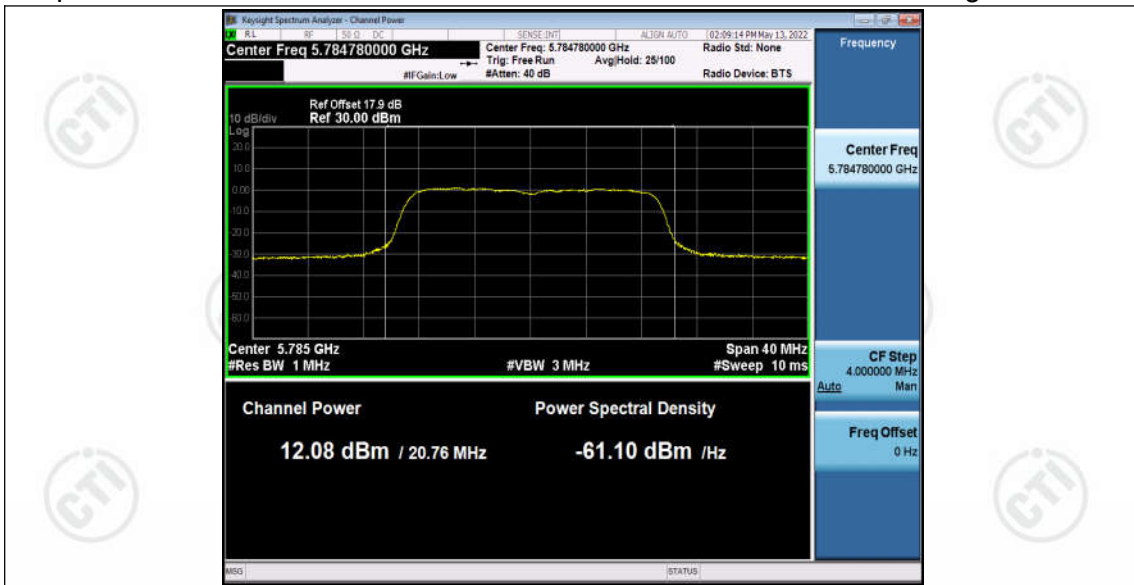 Keysight Spectrum Analyzer - Channel Power
RL RF 50 Ω DC SENSE:INT ALIGN AUTO 02:09:14 PM May 13, 2022
Center Freq 5.784780000 GHz
Center Freq: 5.784780000 GHz
Radio Std: None
Trig: Free Run Avg|Hold: 25/100
#IFGain:Low #Atten: 40 dB Radio Device: BTS
Frequency
Ref Offset 17.9 dB
10 dB/div Ref 30.00 dBm
Log
20.0
10.0
0.00
-10.0
-20.0
-30.0
-40.0
-50.0
-60.0
Center 5.785 GHz Span 40 MHz
#Res BW 1 MHz #VBW 3 MHz #Sweep 10 ms
Channel Power Power Spectral Density
12.08 dBm / 20.76 MHz -61.10 dBm /Hz
Center Freq
5.784780000 GHz
CF Step
4.000000 MHz
Auto Man
Freq Offset
0 Hz
MSG STATUS
CTI
CTI
CTI
CTI